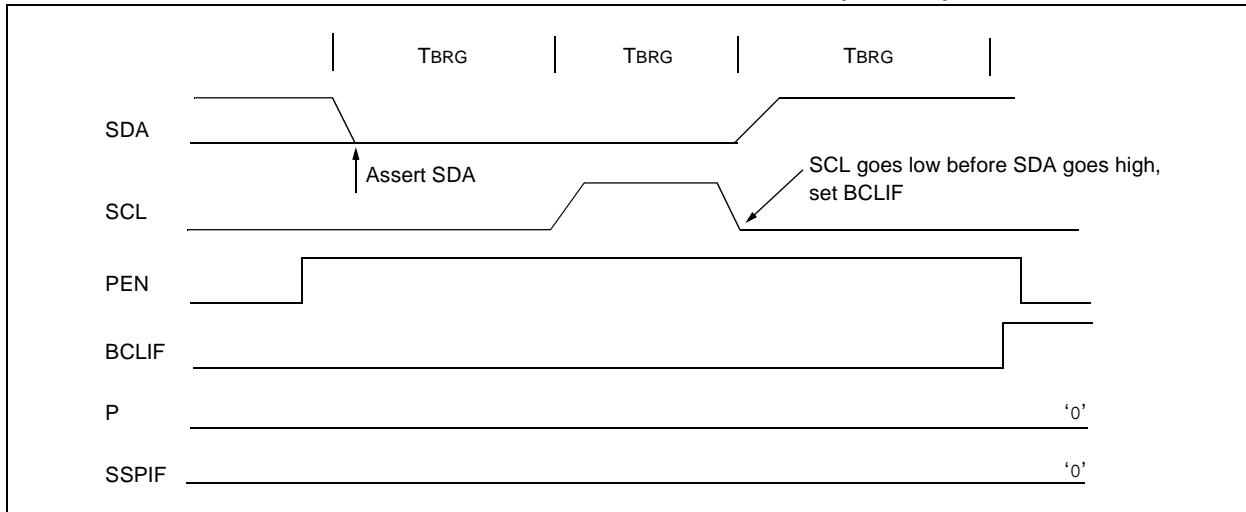 TBRG TBRG TBRG
SDA
Assert SDA
SCL goes low before SDA goes high,
set BCLIF
SCL
PEN
BCLIF
P ‘0’
SSPIF ‘0’